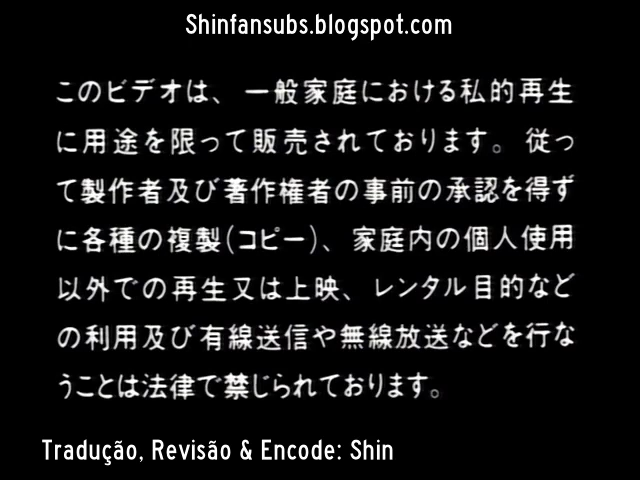 Shinfansubs.blogspot.com
このビデオは、一般家庭における私的再生
に用途を限って販売されております。従っ
て製作者及び著作権者の事前の承認を得ず
に各種の複製(コピー)、家庭内の個人使用
以外での再生又は上映、レンタル目的など
の利用及び有線送信や無線放送などを行な
うことは法律で禁じられております。
Tradução, Revisão & Encode: Shin